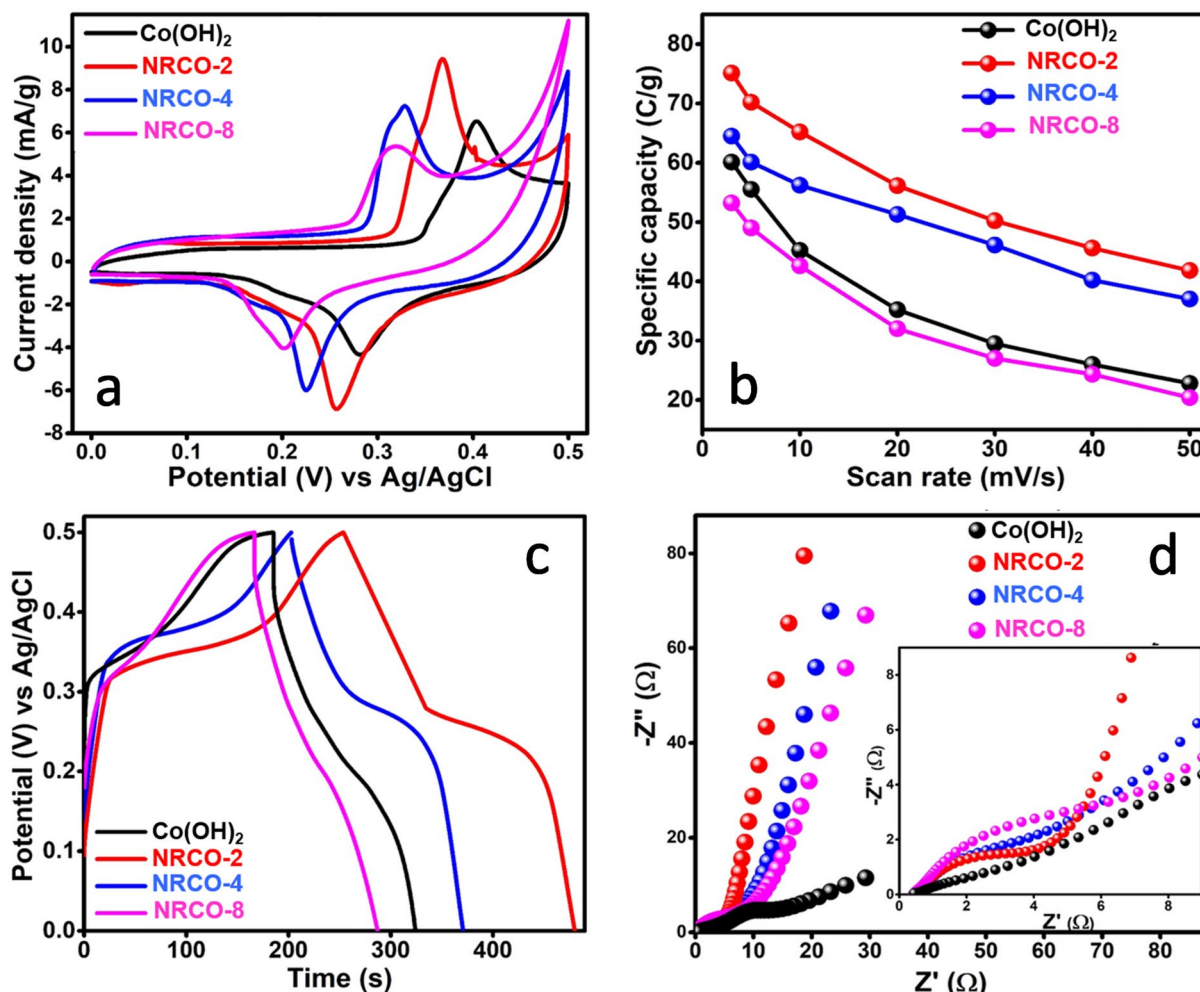 Current density (mA/g)
10
8
6
4
2
0
-2
-4
-6
-8
Co(OH)2
NRCO-2
NRCO-4
NRCO-8
a
0.0 0.1 0.2 0.3 0.4 0.5
Potential (V) vs Ag/AgCl
Specific capacity (C/g)
80
70
60
50
40
30
20
Co(OH)2
NRCO-2
NRCO-4
NRCO-8
b
0 10 20 30 40 50
Scan rate (mV/s)
Potential (V) vs Ag/AgCl
0.5
0.4
0.3
0.2
0.1
0.0
c
Co(OH)2
NRCO-2
NRCO-4
NRCO-8
0 100 200 300 400
Time (s)
-Z" (Ω)
80
60
40
20
0
Co(OH)2
NRCO-2
NRCO-4
NRCO-8
d
-Z" (Ω)
8
6
4
2
0
0 2 4 6 8
Z' (Ω)
0 10 20 30 40 50 60 70 80
Z' (Ω)